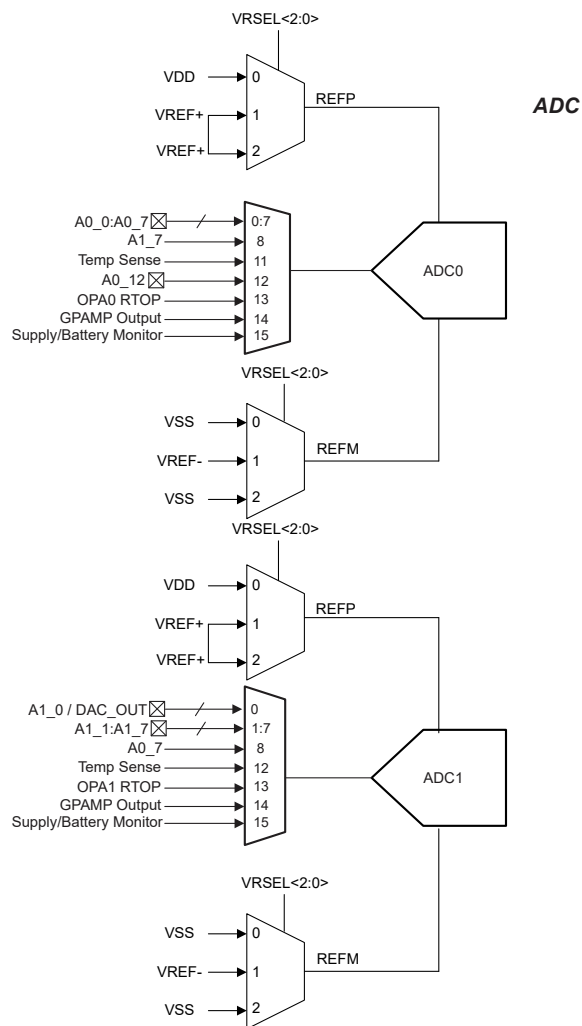 VRSEL<2:0>
VDD
0
VREF+
1
VREF+
2
REFP
ADC
A0_0:A0_7
0:7
A1_7
8
Temp Sense
11
A0_12
12
OPA0 RTOP
13
GPAMP Output
14
Supply/Battery Monitor
15
ADC0
VRSEL<2:0>
VSS
0
VREF-
1
VSS
2
REFM
VRSEL<2:0>
VDD
0
VREF+
1
VREF+
2
REFP
A1_0 / DAC_OUT
0
A1_1:A1_7
1:7
A0_7
8
Temp Sense
12
OPA1 RTOP
13
GPAMP Output
14
Supply/Battery Monitor
15
ADC1
VRSEL<2:0>
VSS
0
VREF-
1
VSS
2
REFM